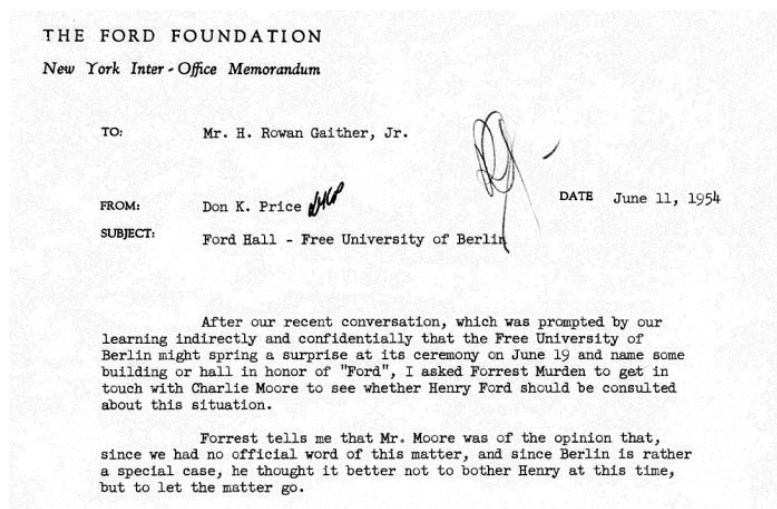 THE FORD FOUNDATION
New York Inter-Office Memorandum
TO: Mr. H. Rowan Gaither, Jr.
FROM: Don K. Price DKP
DATE June 11, 1954
SUBJECT: Ford Hall - Free University of Berlin
After our recent conversation, which was prompted by our
learning indirectly and confidentially that the Free University of
Berlin might spring a surprise at its ceremony on June 19 and name some
building or hall in honor of "Ford", I asked Forrest Murden to get in
touch with Charlie Moore to see whether Henry Ford should be consulted
about this situation.
Forrest tells me that Mr. Moore was of the opinion that,
since we had no official word of this matter, and since Berlin is rather
a special case, he thought it better not to bother Henry at this time,
but to let the matter go.